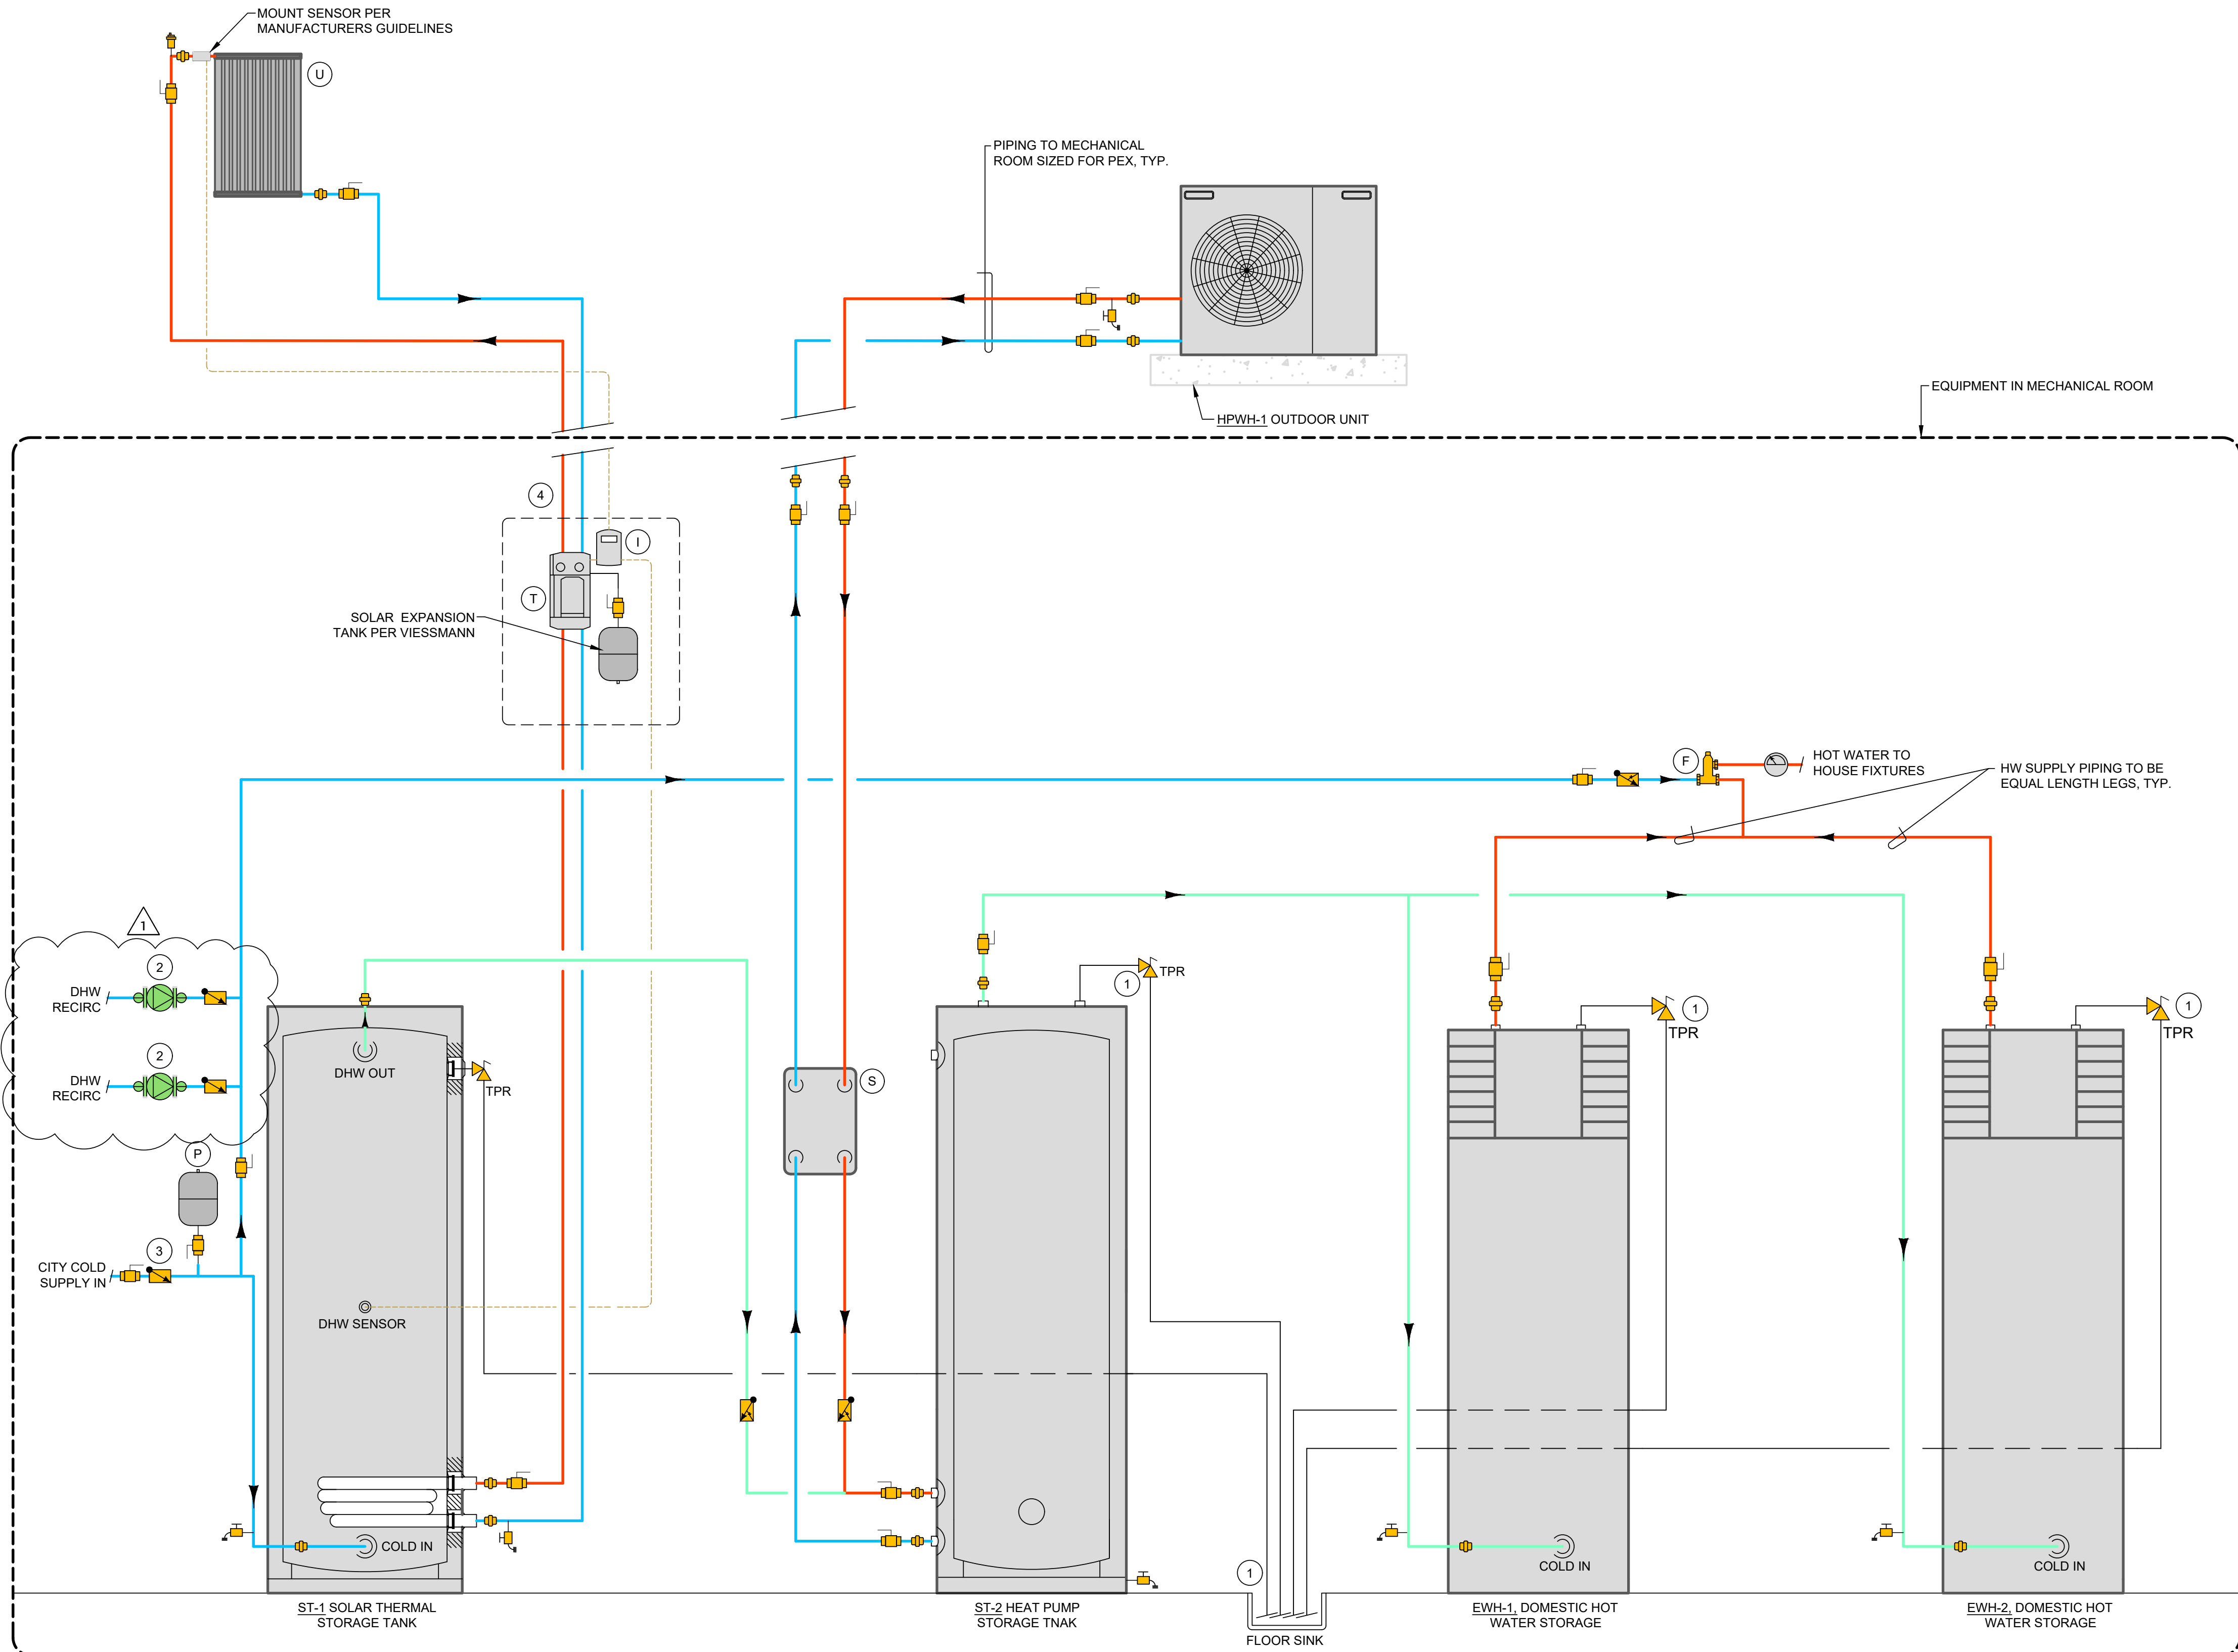 MOUNT SENSOR PER
MANUFACTURERS GUIDELINES
U
PIPING TO MECHANICAL
ROOM SIZED FOR PEX, TYP.
HPWH-1 OUTDOOR UNIT
EQUIPMENT IN MECHANICAL ROOM
4
I
T
SOLAR EXPANSION
TANK PER VIESSMANN
F
HOT WATER TO
HOUSE FIXTURES
HW SUPPLY PIPING TO BE
EQUAL LENGTH LEGS, TYP.
1
2
DHW
RECIRC
2
DHW
RECIRC
P
3
CITY COLD
SUPPLY IN
DHW OUT
TPR
DHW SENSOR
COLD IN
S
1
TPR
1
TPR
1
TPR
COLD IN
COLD IN
1
ST-1 SOLAR THERMAL
STORAGE TANK
ST-2 HEAT PUMP
STORAGE TNAK
FLOOR SINK
EWH-1, DOMESTIC HOT
WATER STORAGE
EWH-2, DOMESTIC HOT
WATER STORAGE